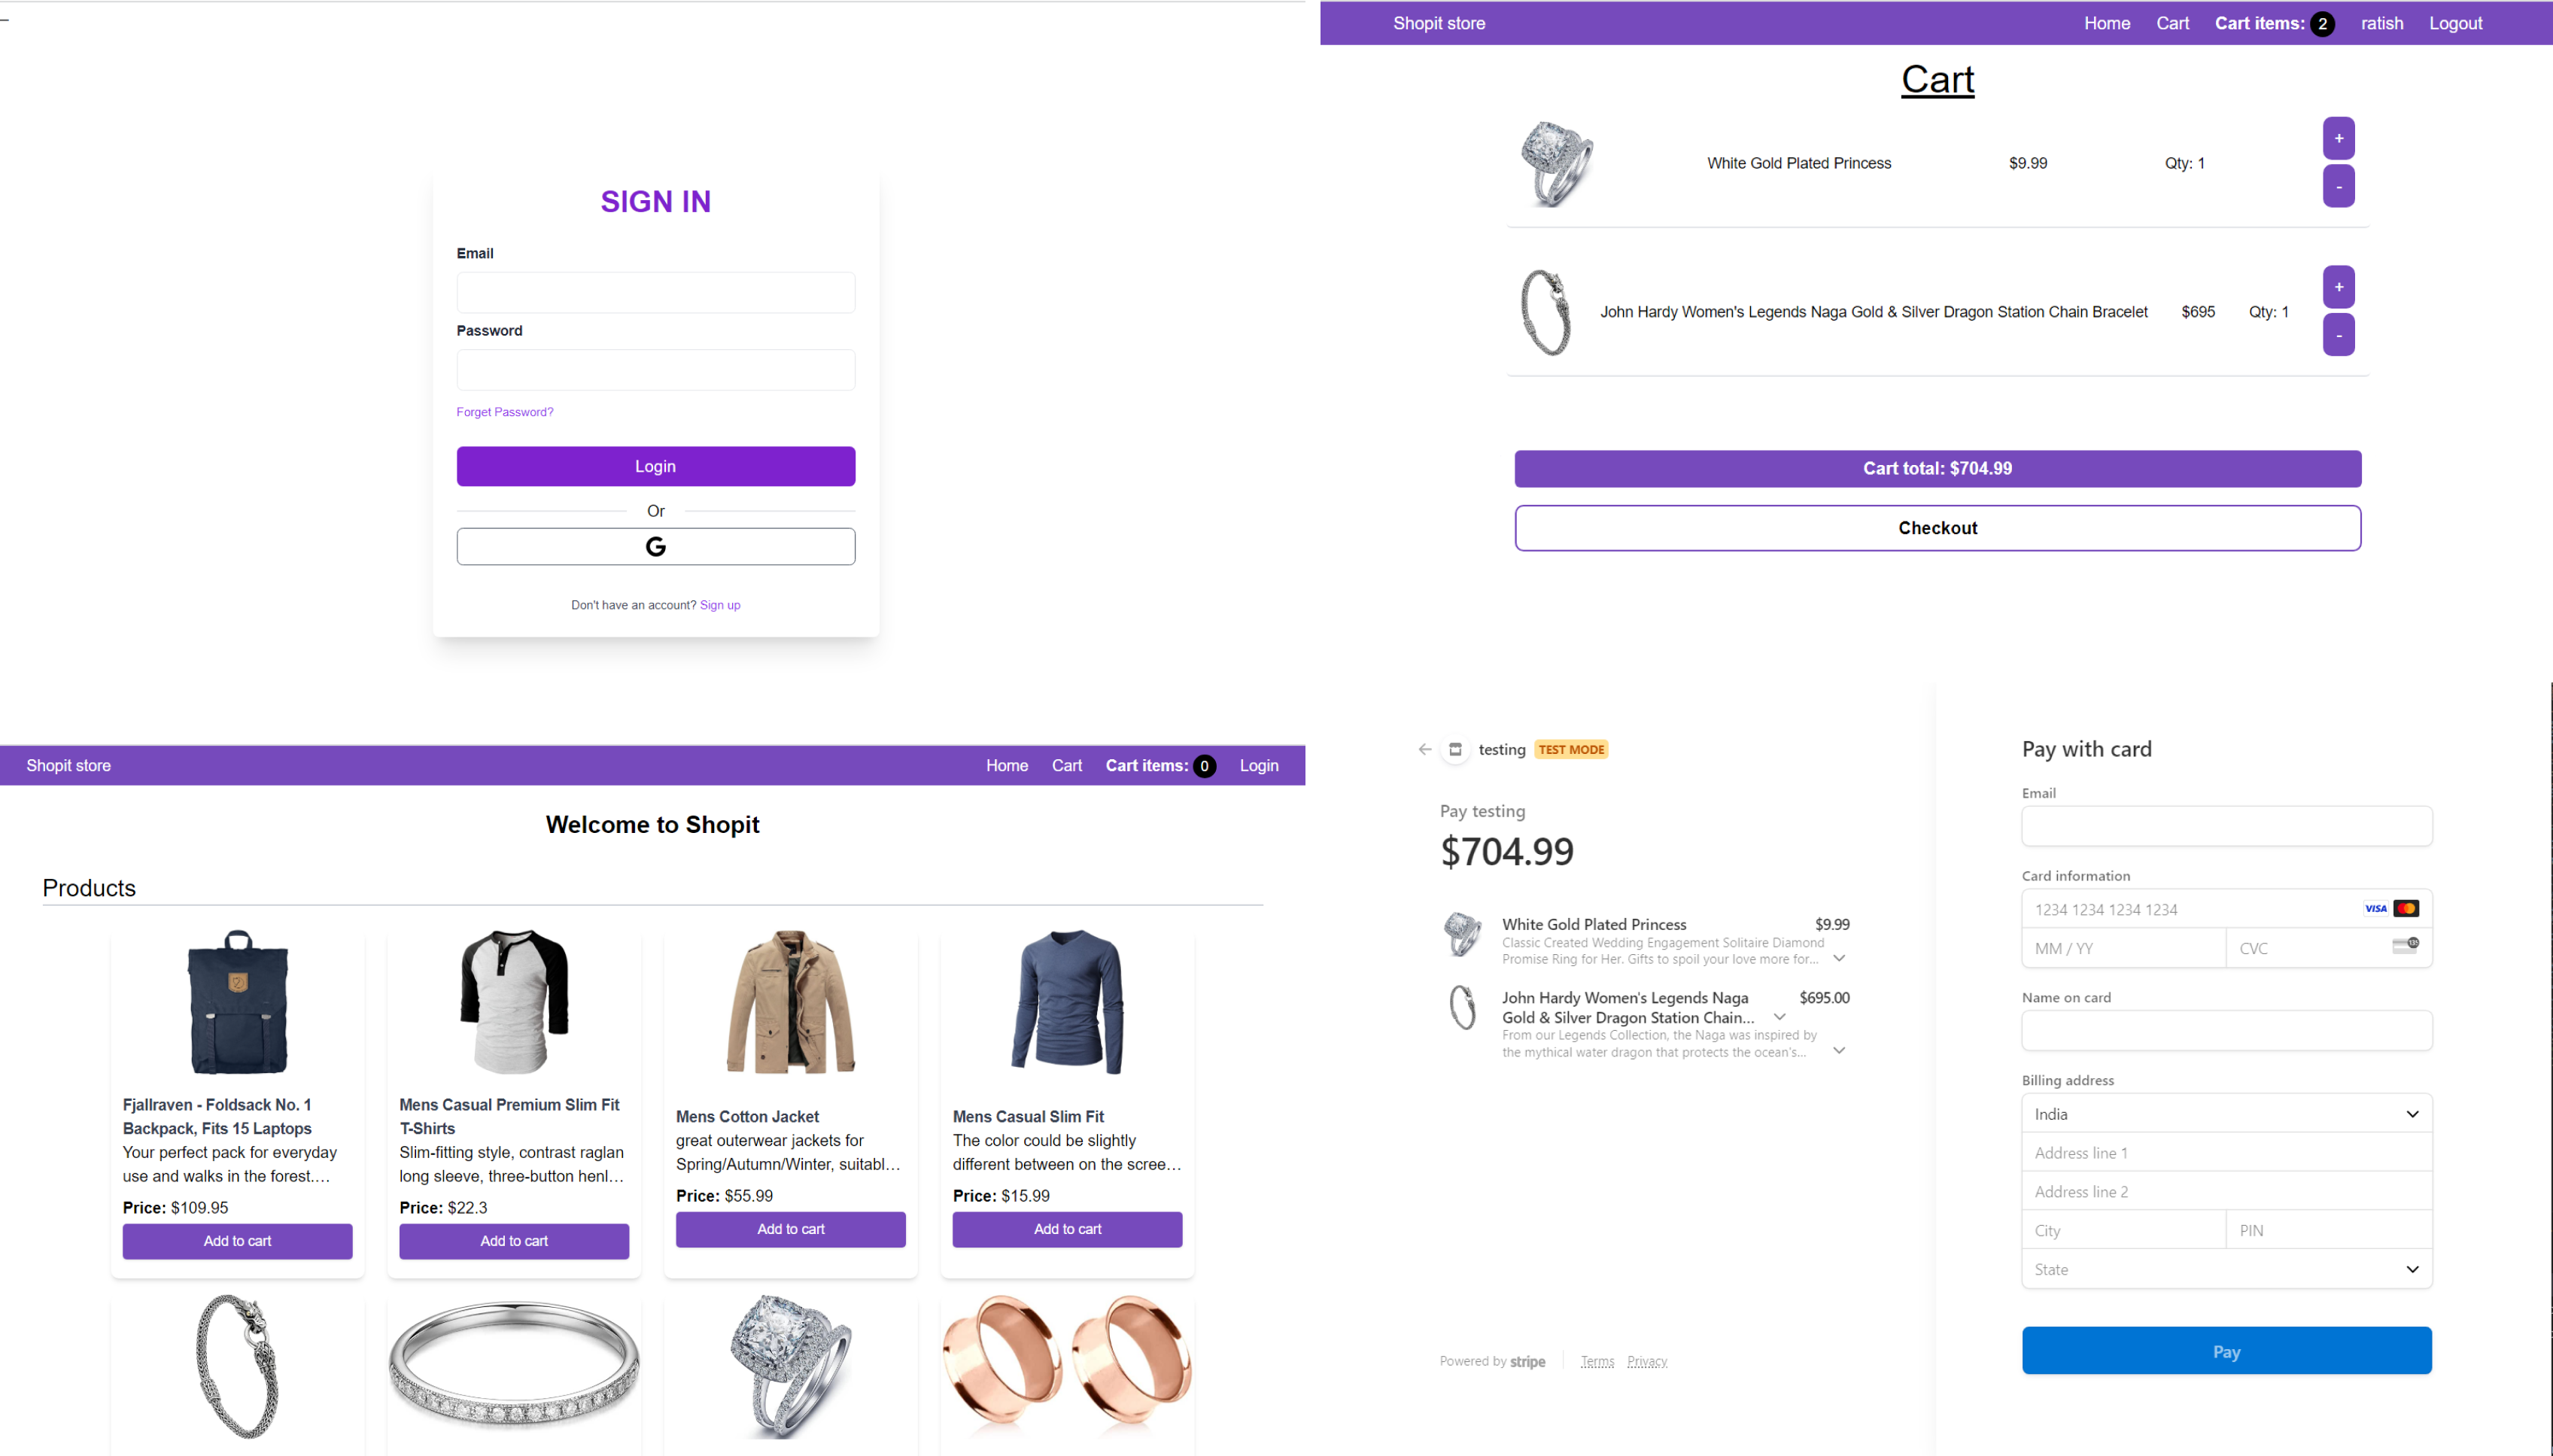 SIGN IN
Email
Password
Forget Password?
Login
Or
G
Don't have an account? Sign up
Shopit store
Home Cart Cart items: 2 ratish Logout
Cart
White Gold Plated Princess $9.99 Qty: 1
+
-
John Hardy Women's Legends Naga Gold & Silver Dragon Station Chain Bracelet $695 Qty: 1
+
-
Cart total: $704.99
Checkout
Shopit store
Home Cart Cart items: 0 Login
Welcome to Shopit
Products
Fjallraven - Foldsack No. 1
Backpack, Fits 15 Laptops
Your perfect pack for everyday
use and walks in the forest.…
Price: $109.95
Add to cart
Mens Casual Premium Slim Fit
T-Shirts
Slim-fitting style, contrast raglan
long sleeve, three-button henl…
Price: $22.3
Add to cart
Mens Cotton Jacket
great outerwear jackets for
Spring/Autumn/Winter, suitabl…
Price: $55.99
Add to cart
Mens Casual Slim Fit
The color could be slightly
different between on the scree…
Price: $15.99
Add to cart
testing TEST MODE
Pay testing
$704.99
White Gold Plated Princess $9.99
Classic Created Wedding Engagement Solitaire Diamond
Promise Ring for Her. Gifts to spoil your love more for...
John Hardy Women's Legends Naga $695.00
Gold & Silver Dragon Station Chain...
From our Legends Collection, the Naga was inspired by
the mythical water dragon that protects the ocean's...
Powered by stripe Terms Privacy
Pay with card
Email
Card information
1234 1234 1234 1234 VISA
MM / YY CVC 135
Name on card
Billing address
India
Address line 1
Address line 2
City PIN
State
Pay